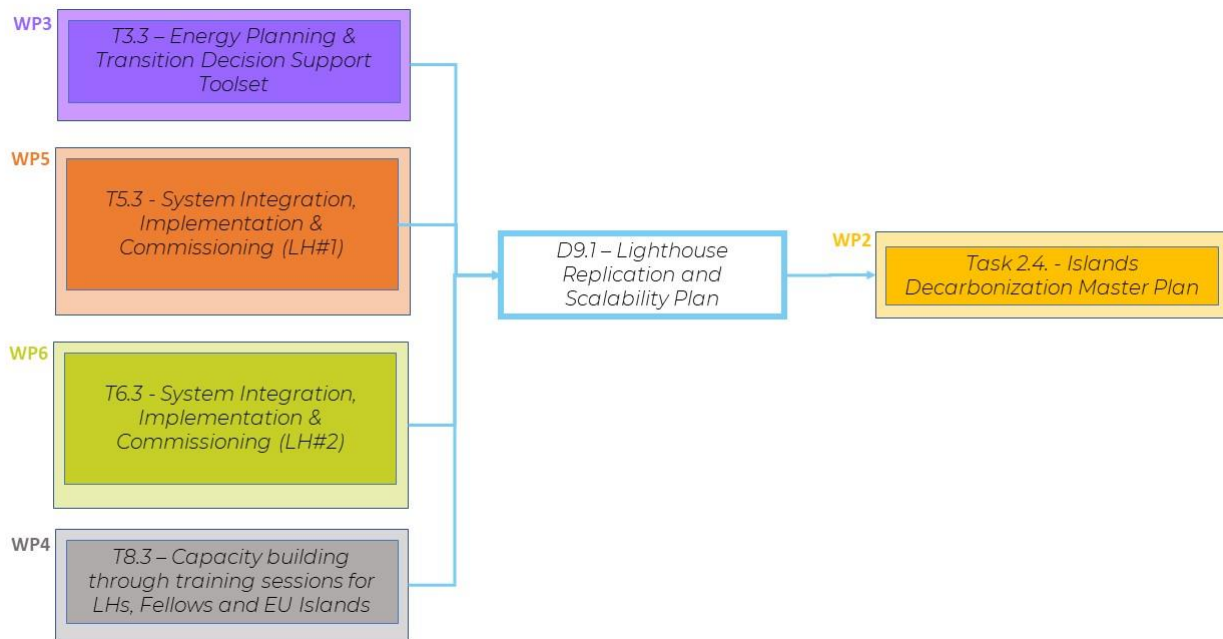 WP3
T3.3 – Energy Planning &
Transition Decision Support
Toolset
WP5
T5.3 - System Integration,
Implementation &
Commissioning (LH#1)
WP6
T6.3 - System Integration,
Implementation &
Commissioning (LH#2)
WP4
T8.3 – Capacity building
through training sessions for
LHs, Fellows and EU Islands
D9.1 – Lighthouse
Replication and
Scalability Plan
WP2
Task 2.4. - Islands
Decarbonization Master Plan